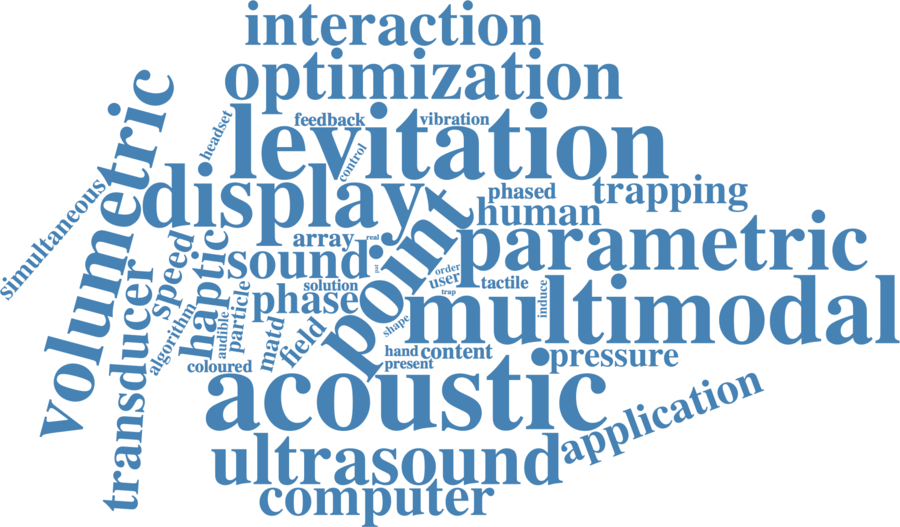 interaction
optimization
feedback
vibration
headset
levitation
control
volumetric
simultaneous
display
phased
trapping
human
array
real
speed
haptic
sound
point
parametric
order
user
tactile
solution
phase
trap
multimodal
induce
transducer
algorithm
audible
particle
matd
field
shape
hand
content
pressure
coloured
present
acoustic
application
ultrasound
computer